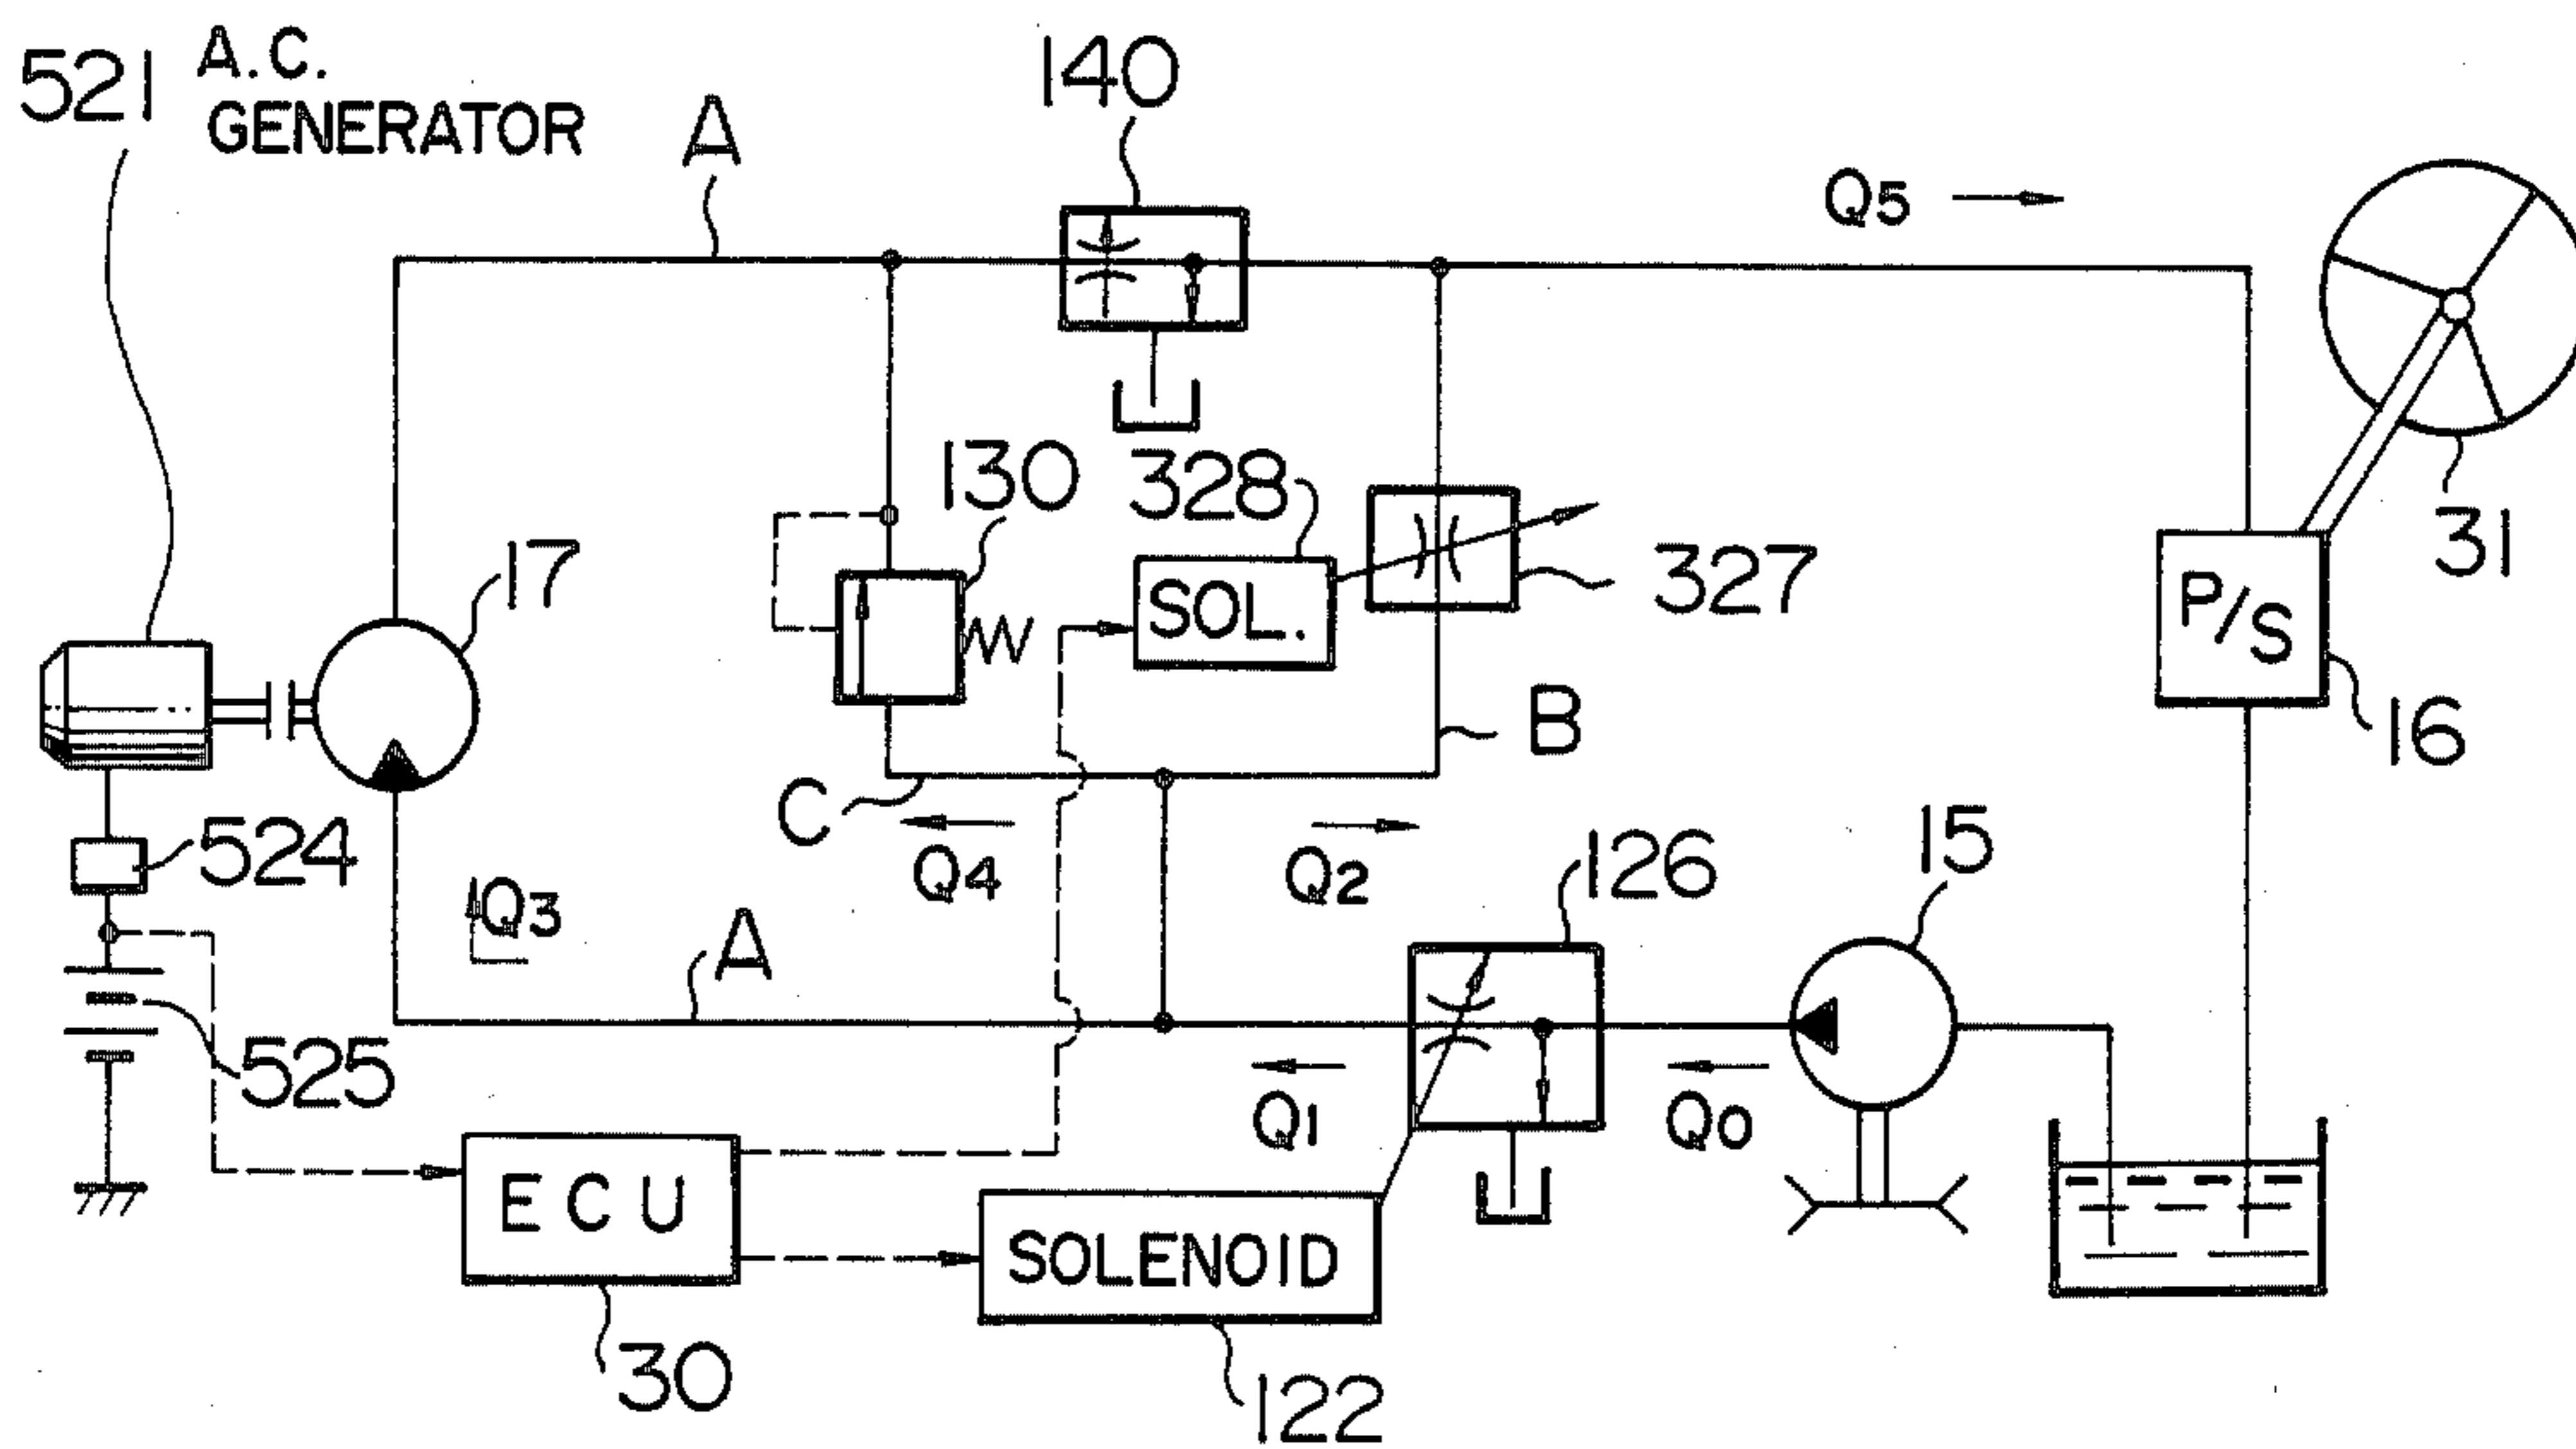 521 A.C.
GENERATOR
A
140
Q5
31
130
328
SOL.
327
17
P/S
16
B
C
Q4
Q2
126
15
524
Q3
A
525
Q1
Q0
ECU
SOLENOID
30
122